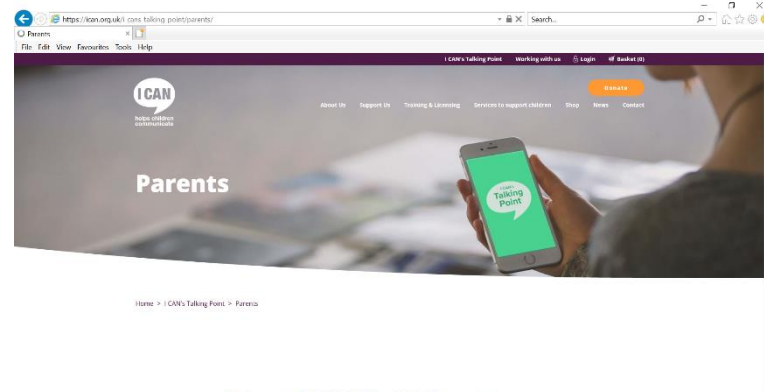 https://ican.org.uk/i-cans-talking-point/parents/
Search...
Parents
File Edit View Favourites Tools Help
I CAN's Talking Point Working with us Login Basket (0)
I CAN
helps children
communicate
Donate
About Us Support Us Training & Licensing Services to support children Shop News Contact
Parents
I CAN's
Talking
Point
Home > I CAN's Talking Point > Parents